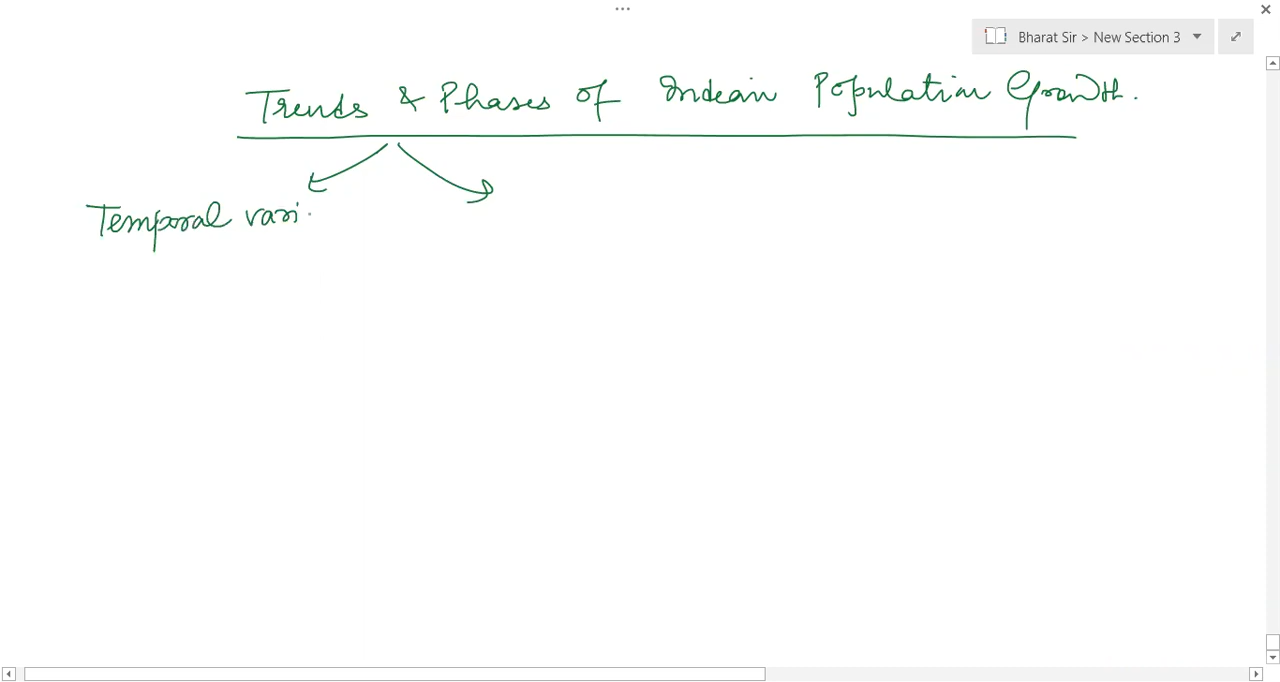 Bharat Sir > New Section 3
Trends & Phases of Indian Population Growth.
Temporal vari